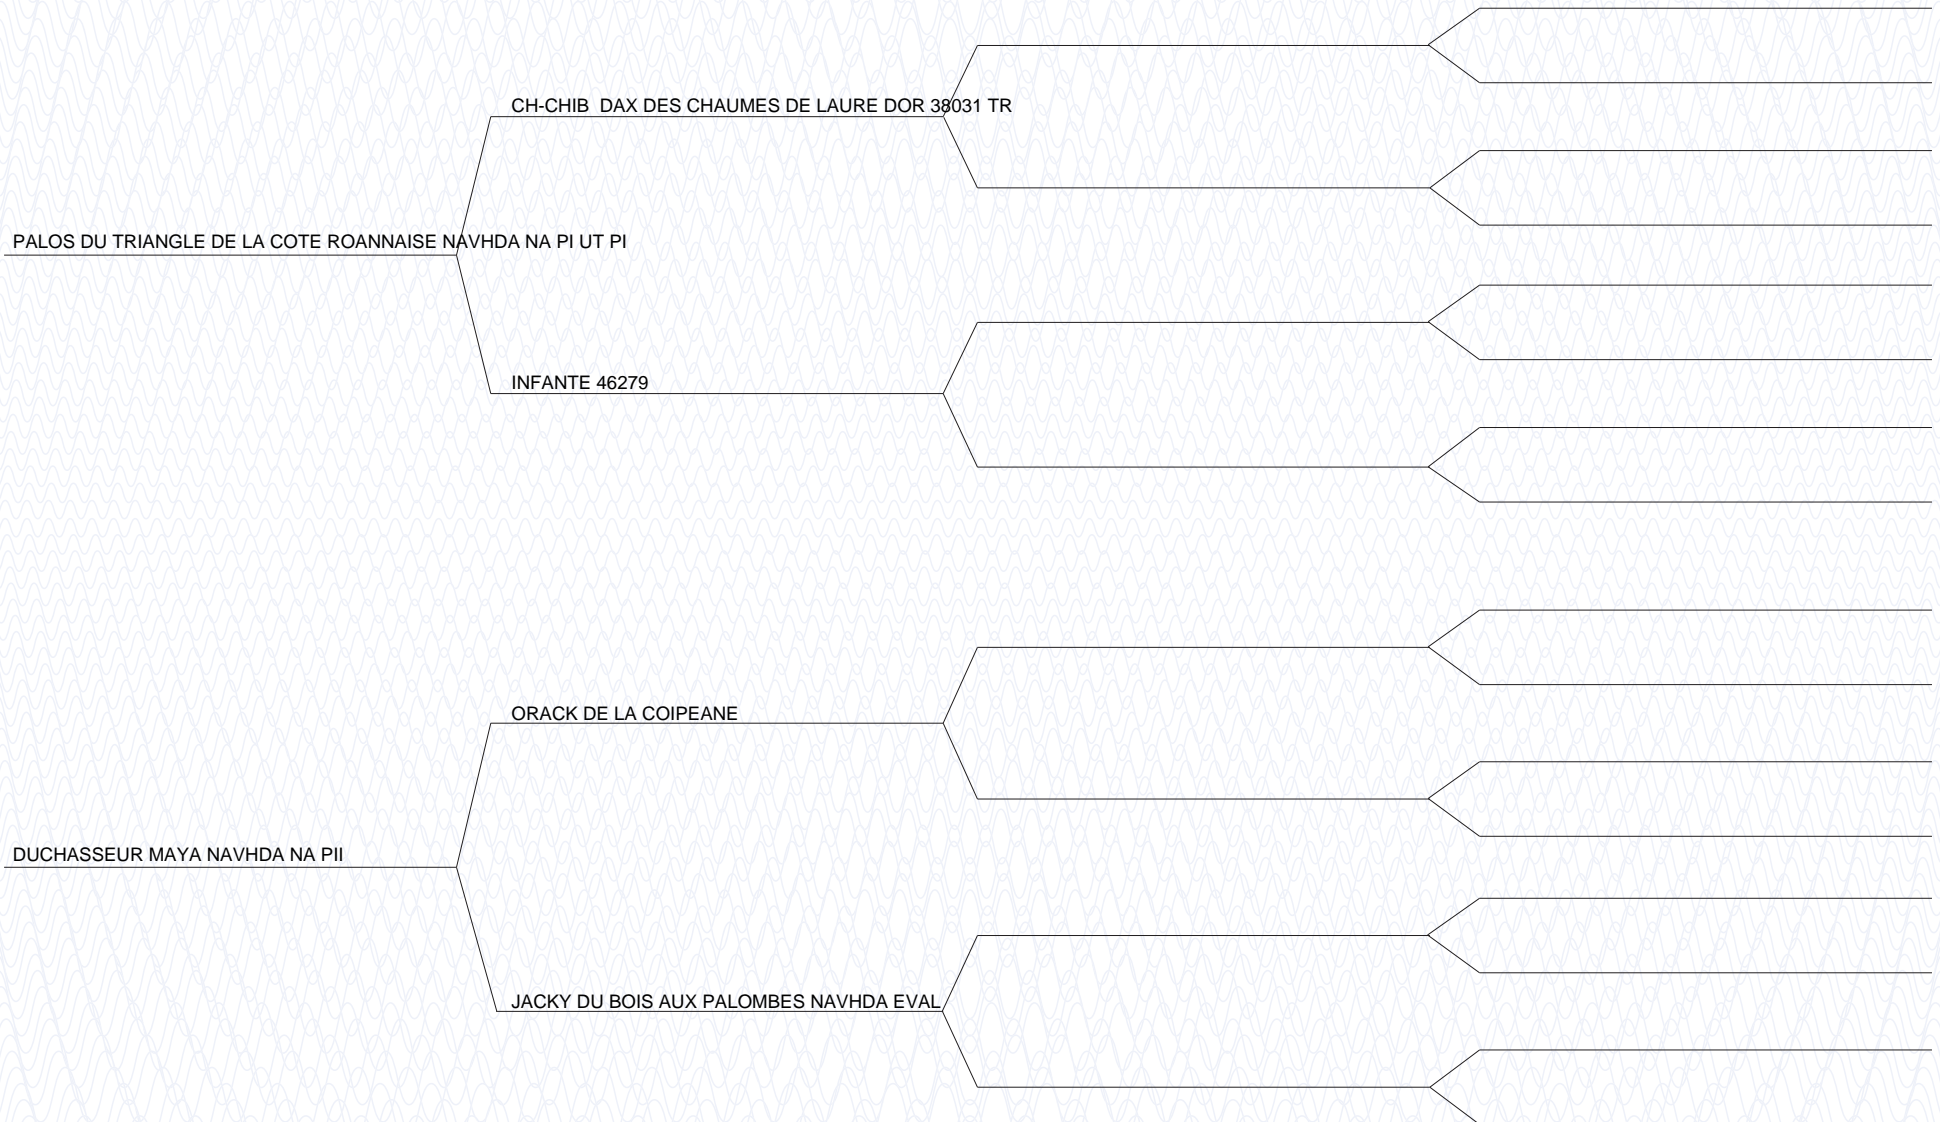 CH-CHIB DAX DES CHAUMES DE LAURE DOR 38031 TR
PALOS DU TRIANGLE DE LA COTE ROANNAISE NAVHDA NA PI UT PI
INFANTE 46279
ORACK DE LA COIPEANE
DUCHASSEUR MAYA NAVHDA NA PII
JACKY DU BOIS AUX PALOMBES NAVHDA EVAL